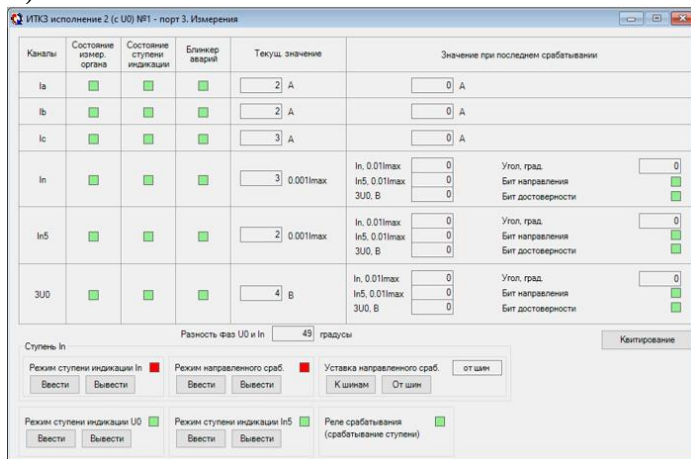 ИТКЗ исполнение 2 (с U0) №1 - порт 3. Измерения
Каналы Состояние измер. органа Состояние ступени индикации Блинкер аварий Текущ. значение Значение при последнем срабатывании
Ia 2 А 0 А
Ib 2 А 0 А
Ic 3 А 0 А
In 3 0.001Imax
In, 0.01Imax 0 Угол, град. 0
In5, 0.01Imax 0 Бит направления
3U0, В 0 Бит достоверности
In5 2 0.001Imax
In, 0.01Imax 0 Угол, град. 0
In5, 0.01Imax 0 Бит направления
3U0, В 0 Бит достоверности
3U0 4 В
In, 0.01Imax 0 Угол, град. 0
In5, 0.01Imax 0 Бит направления
3U0, В 0 Бит достоверности
Разность фаз U0 и In 49 градусы
Квитирование
Ступень In
Режим ступени индикации In Режим направленного сраб. Уставка направленного сраб. от шин
Ввести Вывести Ввести Вывести К шинам От шин
Режим ступени индикации U0 Режим ступени индикации In5 Реле срабатывания
(срабатывание ступени)
Ввести Вывести Ввести Вывести